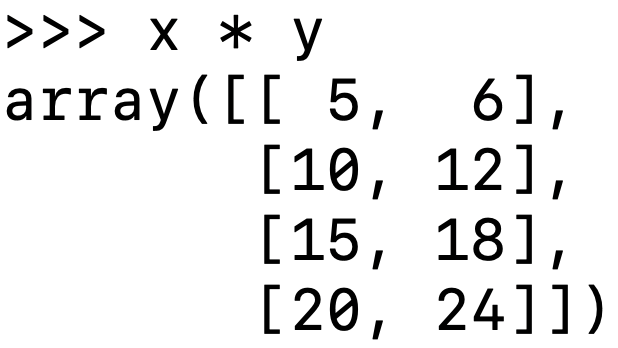 >>> x * y
array([[ 5,  6],
       [10, 12],
       [15, 18],
       [20, 24]])